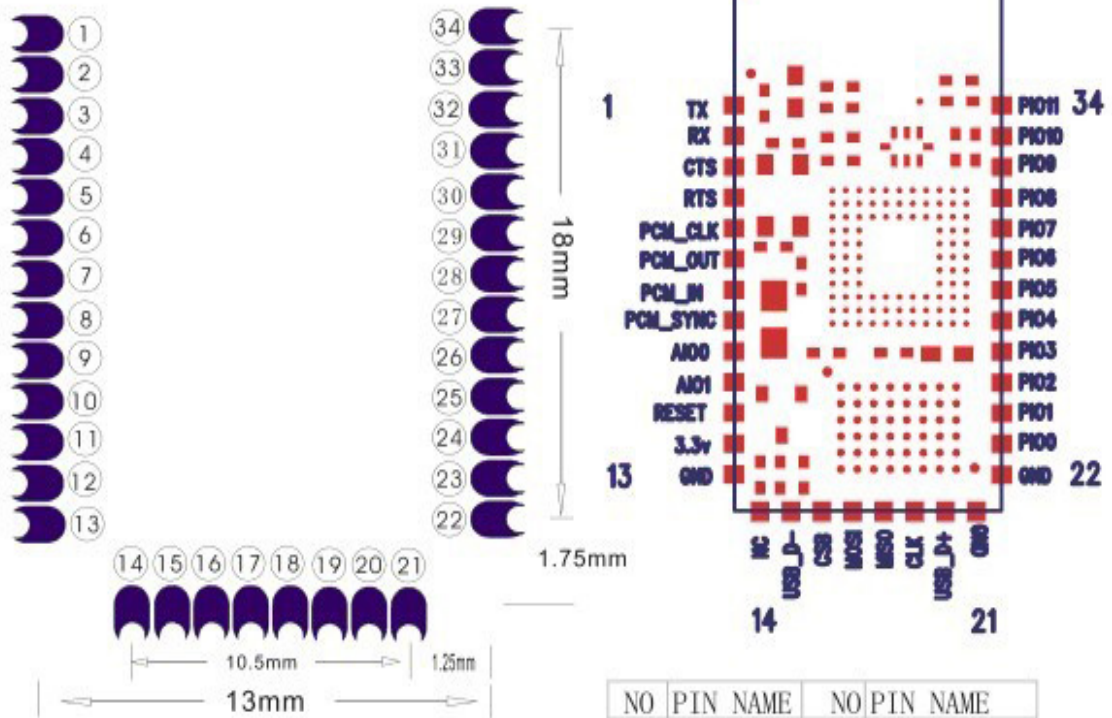 1
2
3
4
5
6
7
8
9
10
11
12
13
14 15 16 17 18 19 20 21
34
33
32
31
30
29
28
27
26
25
24
23
22
18mm
1.75mm
10.5mm
1.25mm
13mm
1
TX
RX
CTS
RTS
PCM_CLK
PCM_OUT
PCM_IN
PCM_SYNC
AIO0
AIO1
RESET
3.3v
GND
13
PIO11
34
PIO10
PIO9
PIO8
PIO7
PIO6
PIO5
PIO4
PIO3
PIO2
PIO1
PIO0
GND
22
NC
USB_D-
CSB
MOSI
MISO
CLK
USB_D+
GND
14
21
NO PIN NAME NO PIN NAME